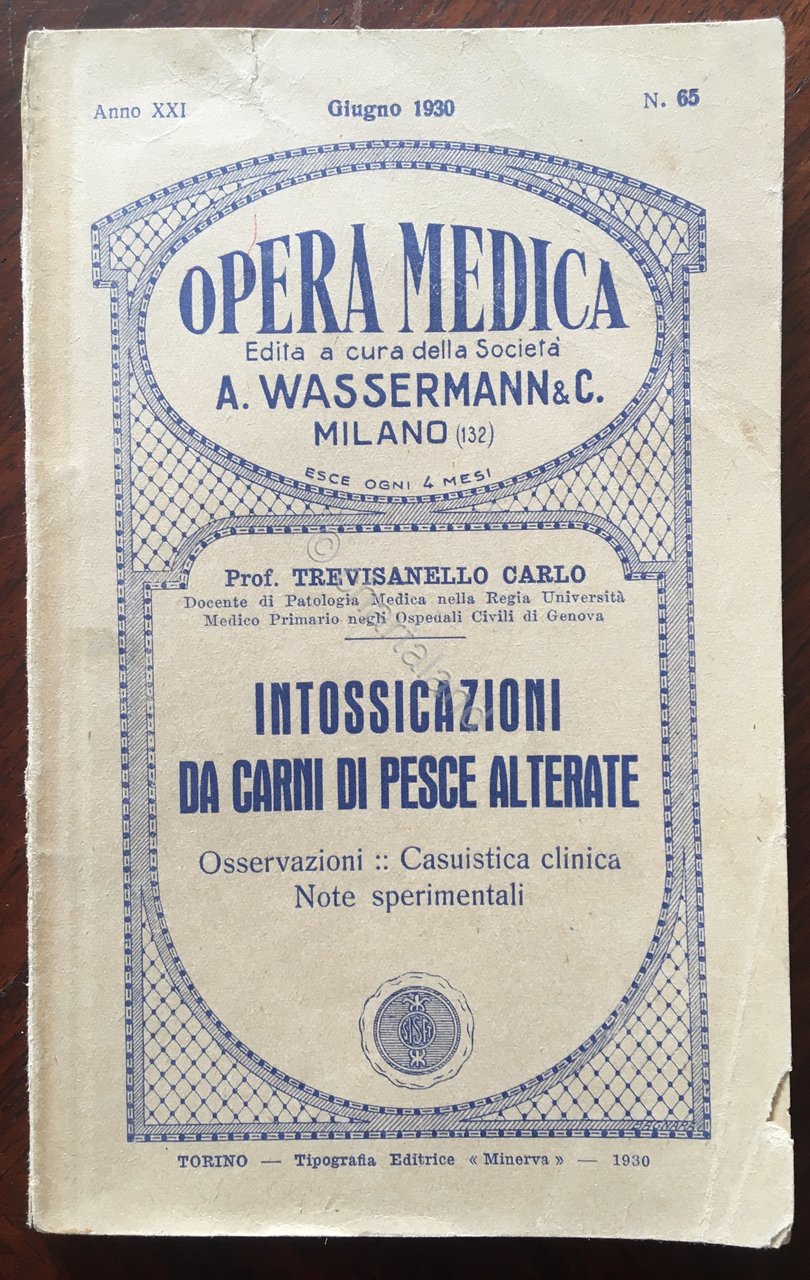 Anno XXI Giugno 1930 N. 65
OPERA MEDICA
Edita a cura della Società
A. WASSERMANN & C.
MILANO (132)
ESCE OGNI 4 MESI
Prof. TREVISANELLO CARLO
Docente di Patologia Medica nella Regia Università
Medico Primario negli Ospedali Civili di Genova
© Chartaland
INTOSSICAZIONI
DA CARNI DI PESCE ALTERATE
Osservazioni :: Casuistica clinica
Note sperimentali
TORINO — Tipografia Editrice « Minerva » — 1930